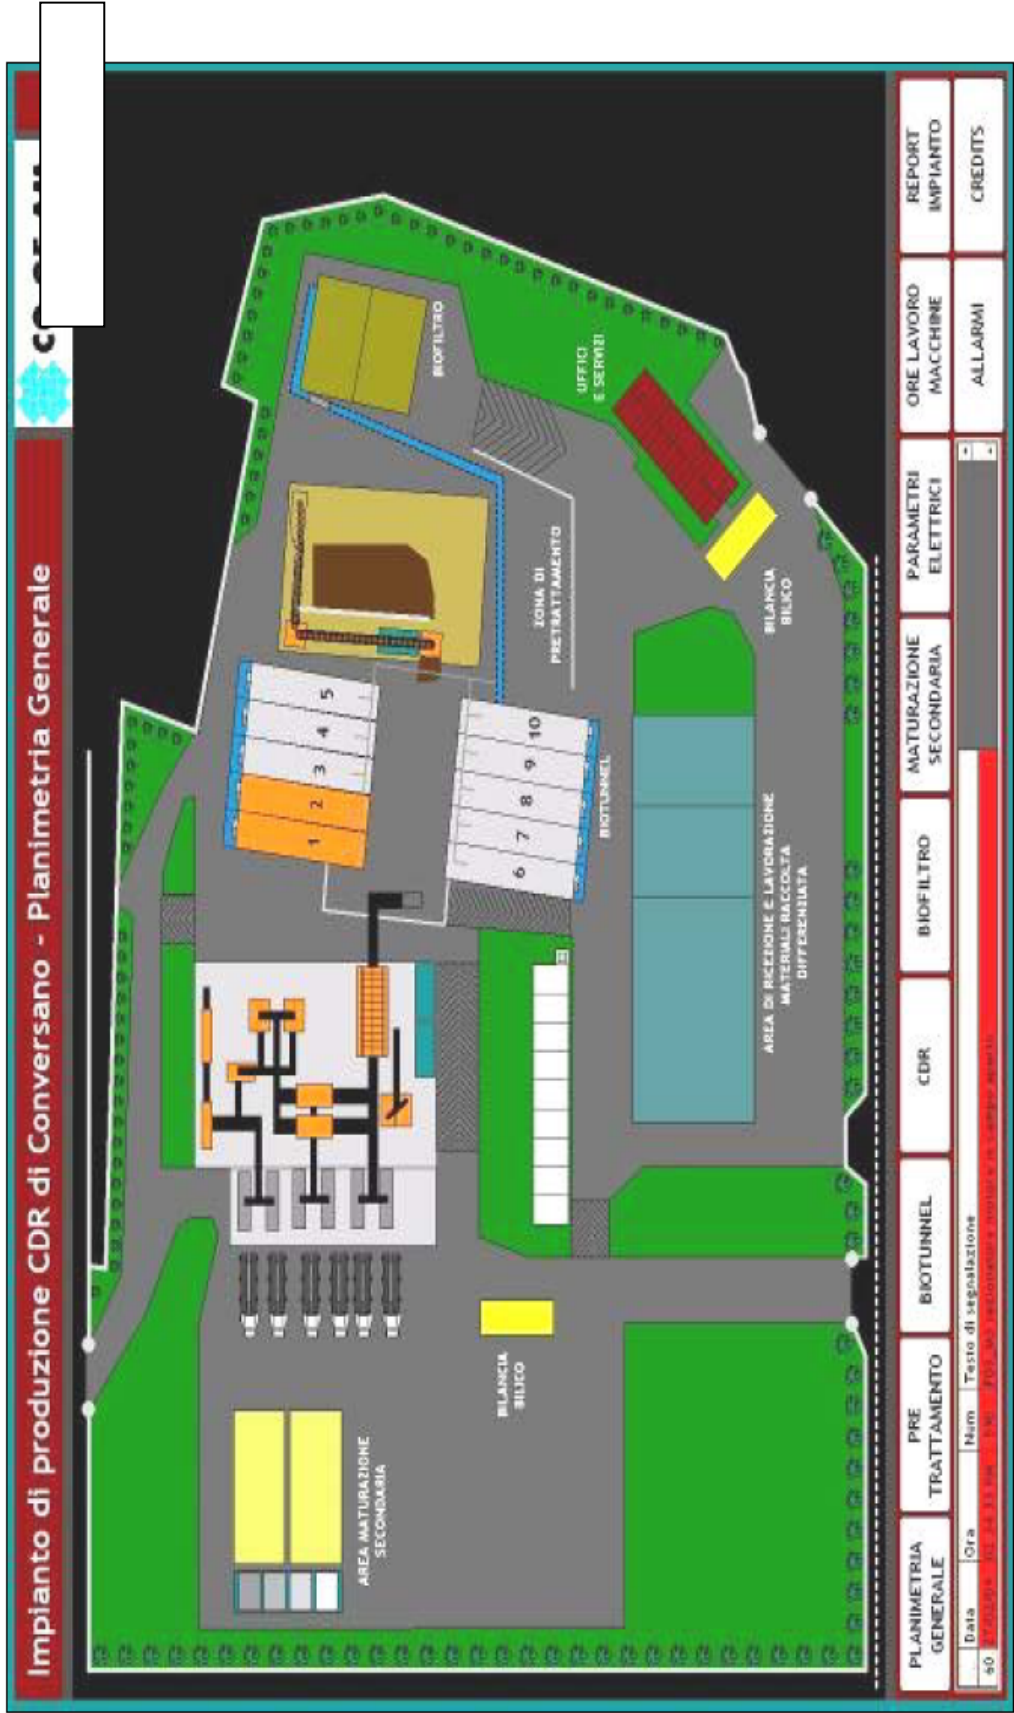 Impianto di produzione CDR di Conversano - Planimetria Generale
BIOFILTRO
UFFICI
E SERVIZI
ZONA DI
PRETRATTAMENTO
BILANCIA
BILICO
1
2
3
4
5
6
7
8
9
10
BIOTUNNEL
AREA DI RICEZIONE E LAVORAZIONE
MATERIALI RACCOLTA
DIFFERENZIATA
BILANCIA
BILICO
AREA MATURAZIONE
SECONDARIA
PLANIMETRIA
GENERALE
PRE
TRATTAMENTO
BIOTUNNEL
CDR
BIOFILTRO
MATURAZIONE
SECONDARIA
PARAMETRI
ELETTRICI
ORE LAVORO
MACCHINE
REPORT
IMPIANTO
ALLARMI
CREDITS
Data Ora Num Testo di segnalazione
60